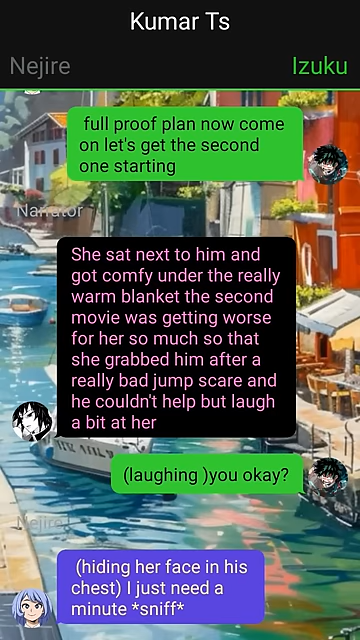 Kumar Ts
Nejire
Izuku
full proof plan now come
on let's get the second
one starting
Narrator
She sat next to him and
got comfy under the really
warm blanket the second
movie was getting worse
for her so much so that
she grabbed him after a
really bad jump scare and
he couldn't help but laugh
a bit at her
(laughing )you okay?
Nejire
(hiding her face in his
chest) I just need a
minute *sniff*